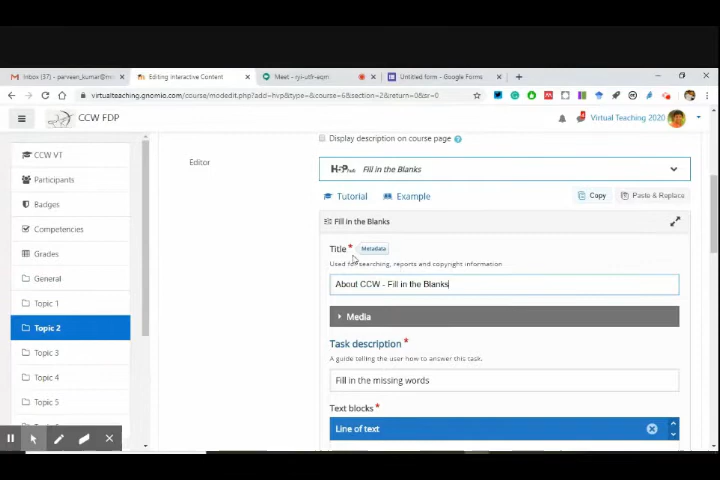 Inbox (37) - parveen_kumar@n
Editing Interactive Content
Meet - ryi-utfr-aqm
Untitled form - Google Forms
virtualteaching.gnomio.com/course/modedit.php?add=hvp&type=&course=6&section=2&return=0&sr=0
CCW FDP
Virtual Teaching 2020
CCW VT
Participants
Badges
Competencies
Grades
General
Topic 1
Topic 2
Topic 3
Topic 4
Topic 5
Display description on course page
Editor
H5P hub Fill in the Blanks
Tutorial Example Copy Paste & Replace
Fill in the Blanks
Title * Metadata
Used for searching, reports and copyright information
About CCW - Fill in the Blanks
Media
Task description *
A guide telling the user how to answer this task.
Fill in the missing words
Text blocks *
Line of text